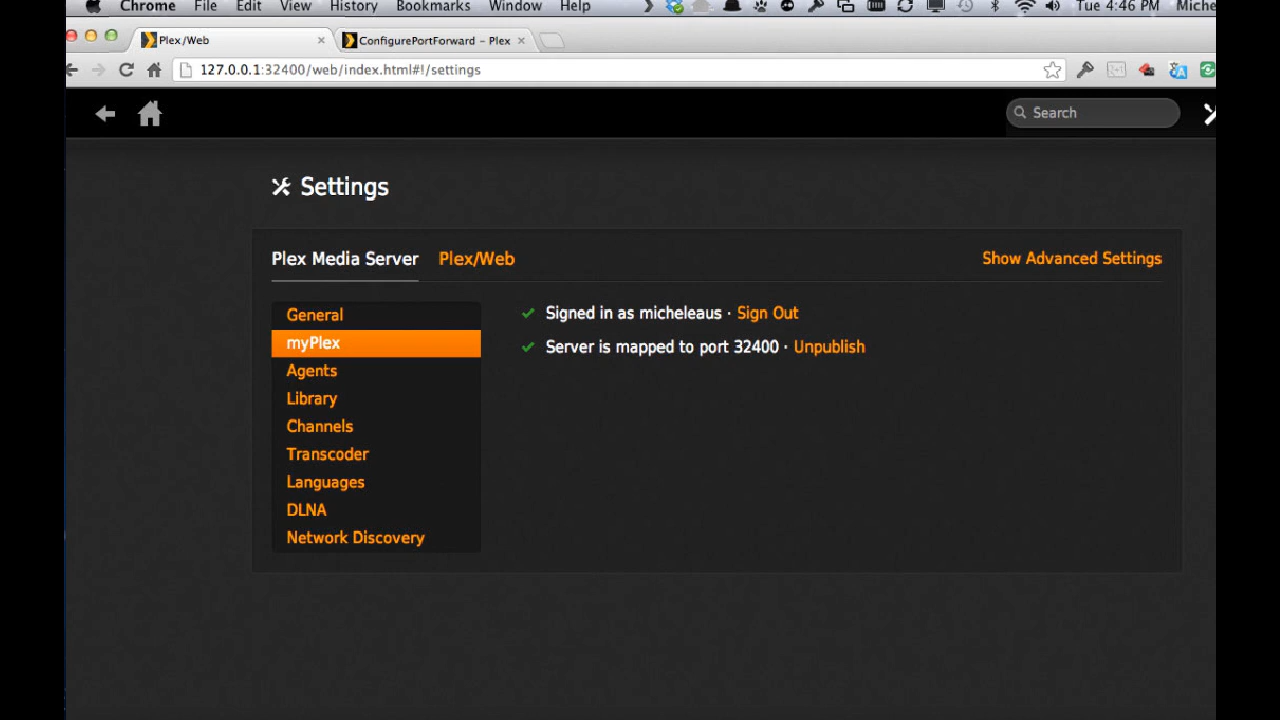 Chrome File Edit View History Bookmarks Window Help Tue 4:46 PM Miche
Plex/Web ConfigurePortForward – Plex
127.0.0.1:32400/web/index.html#!/settings
Search
Settings
Plex Media Server Plex/Web Show Advanced Settings
General
myPlex
Agents
Library
Channels
Transcoder
Languages
DLNA
Network Discovery
Signed in as micheleaus · Sign Out
Server is mapped to port 32400 · Unpublish